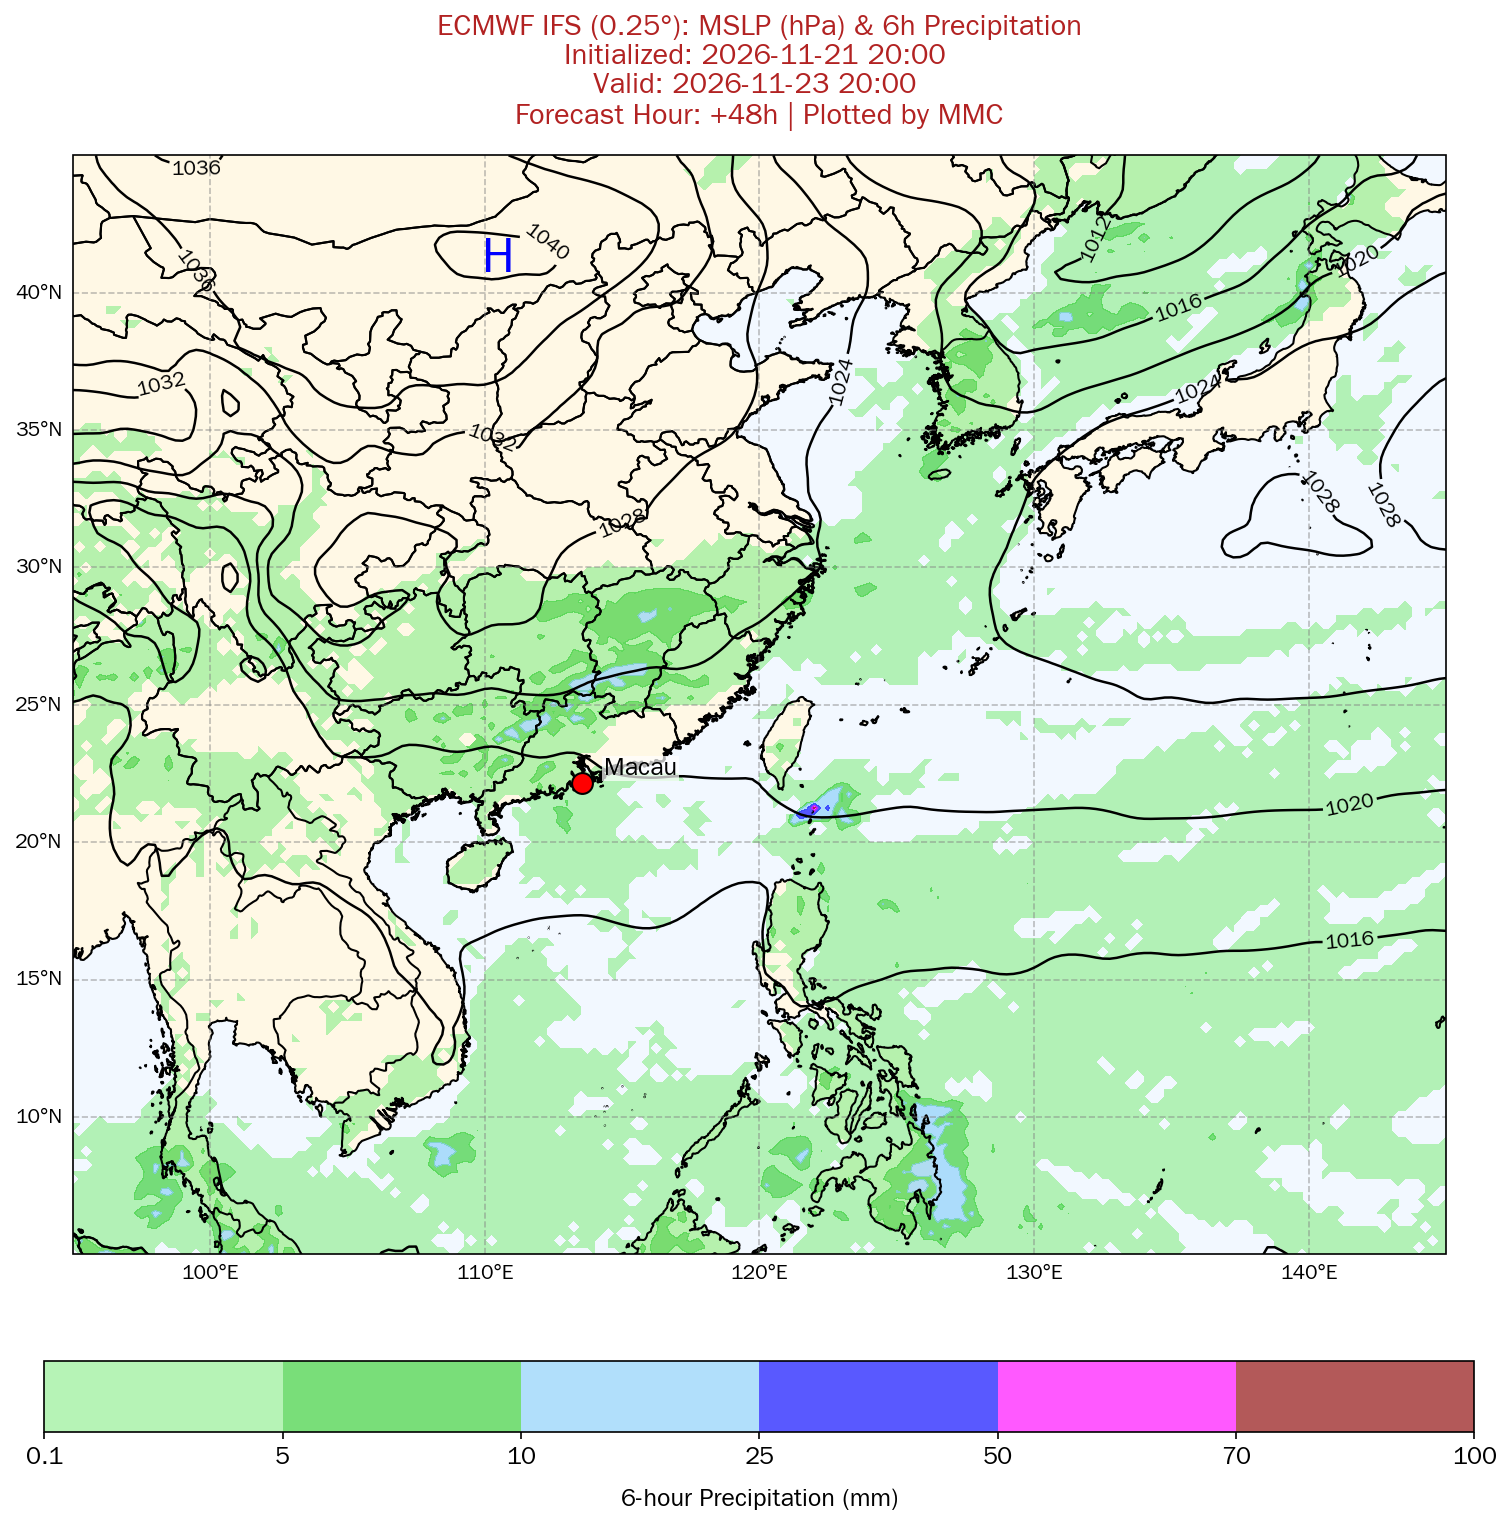 ECMWF IFS (0.25°): MSLP (hPa) & 6h Precipitation
Initialized: 2026-11-21 20:00
Valid: 2026-11-23 20:00
Forecast Hour: +48h | Plotted by MMC
1036
1040
H
1036
1012
1020
40°N
1016
1032
1024
1024
35°N
1032
1028
1028
1028
30°N
25°N
Macau
1020
20°N
1016
15°N
10°N
100°E 110°E 120°E 130°E 140°E
0.1 5 10 25 50 70 100
6-hour Precipitation (mm)